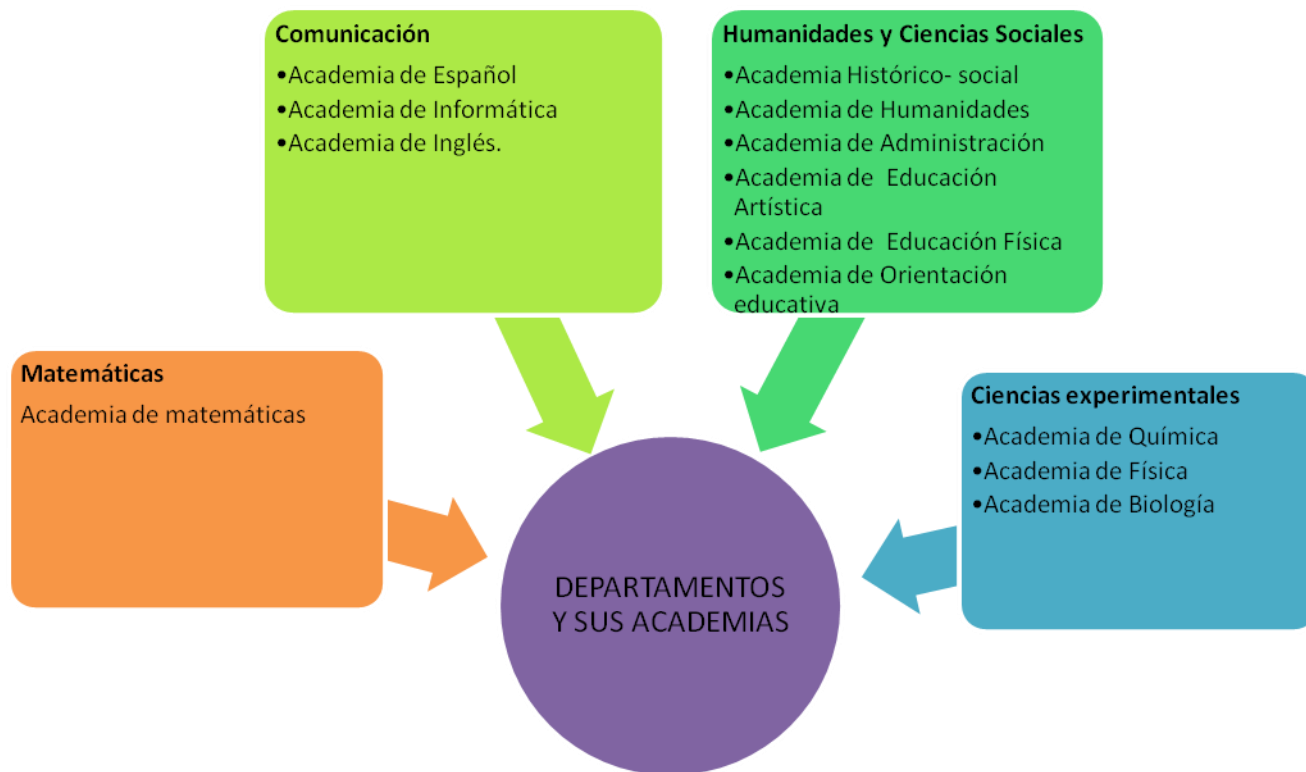 Comunicación
•Academia de Español
•Academia de Informática
•Academia de Inglés.
Humanidades y Ciencias Sociales
•Academia Histórico- social
•Academia de Humanidades
•Academia de Administración
•Academia de  Educación
Artística
•Academia de  Educación Física
•Academia de Orientación
educativa
Matemáticas
Academia de matemáticas
Ciencias experimentales
•Academia de Química
•Academia de Física
•Academia de Biología
DEPARTAMENTOS
Y SUS ACADEMIAS